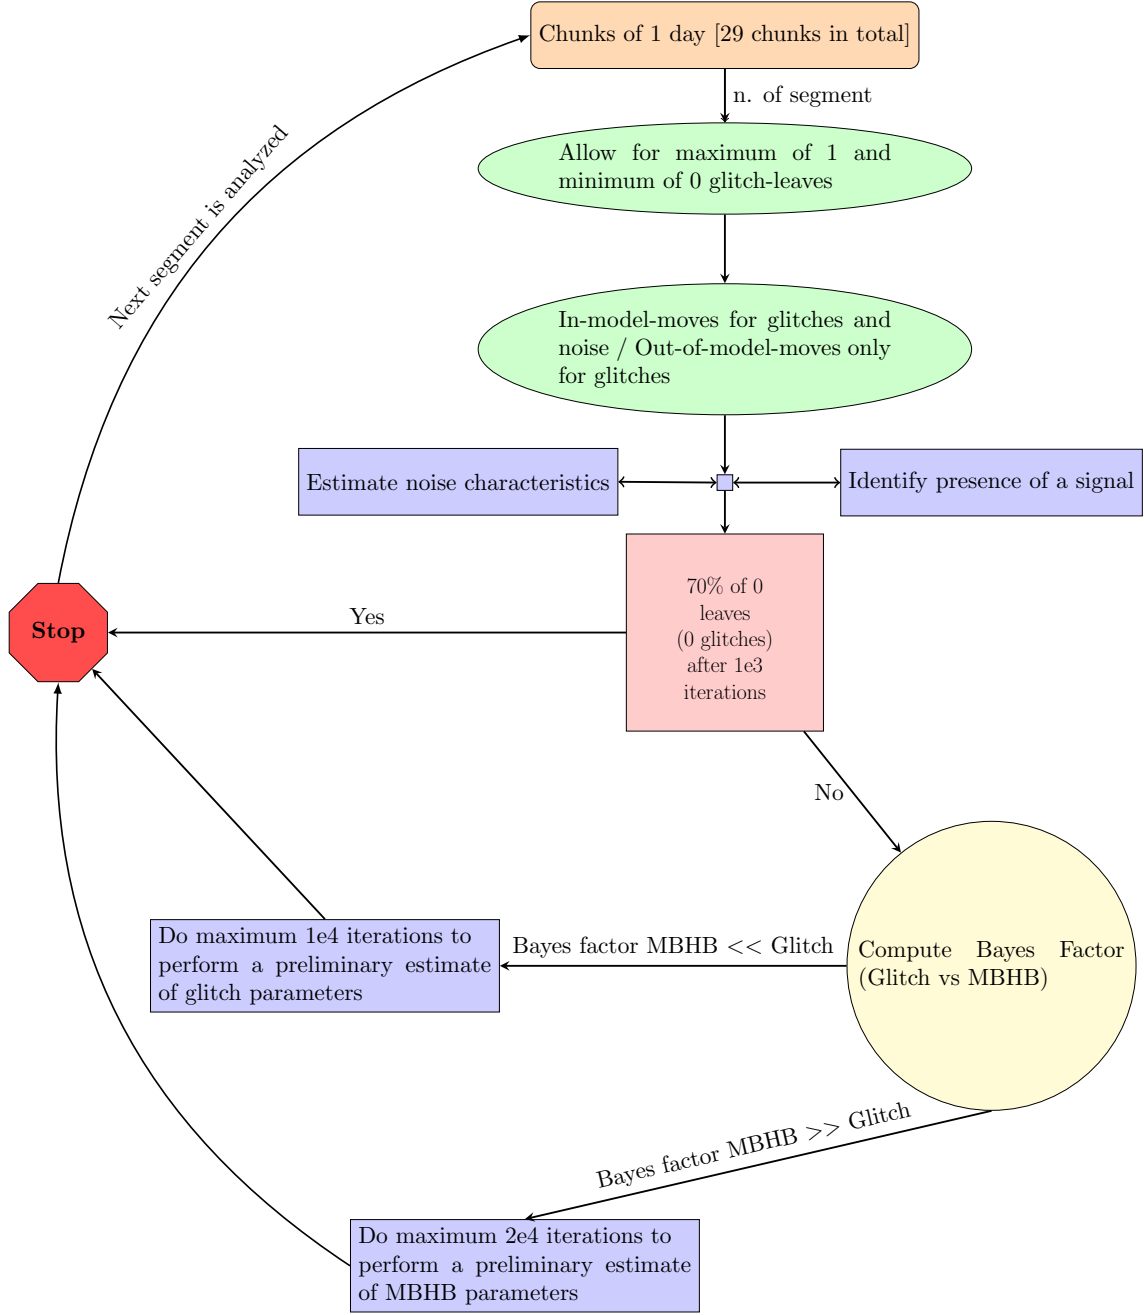 Chunks of 1 day [29 chunks in total]
n. of segment
Allow for maximum of 1 and
minimum of 0 glitch-leaves
Next segment is analyzed
In-model-moves for glitches and
noise / Out-of-model-moves only
for glitches
Estimate noise characteristics
Identify presence of a signal
70% of 0
leaves
(0 glitches)
after 1e3
iterations
Yes
Stop
No
Compute Bayes Factor
(Glitch vs MBHB)
Bayes factor MBHB << Glitch
Do maximum 1e4 iterations to
perform a preliminary estimate
of glitch parameters
Bayes factor MBHB >> Glitch
Do maximum 2e4 iterations to
perform a preliminary estimate
of MBHB parameters